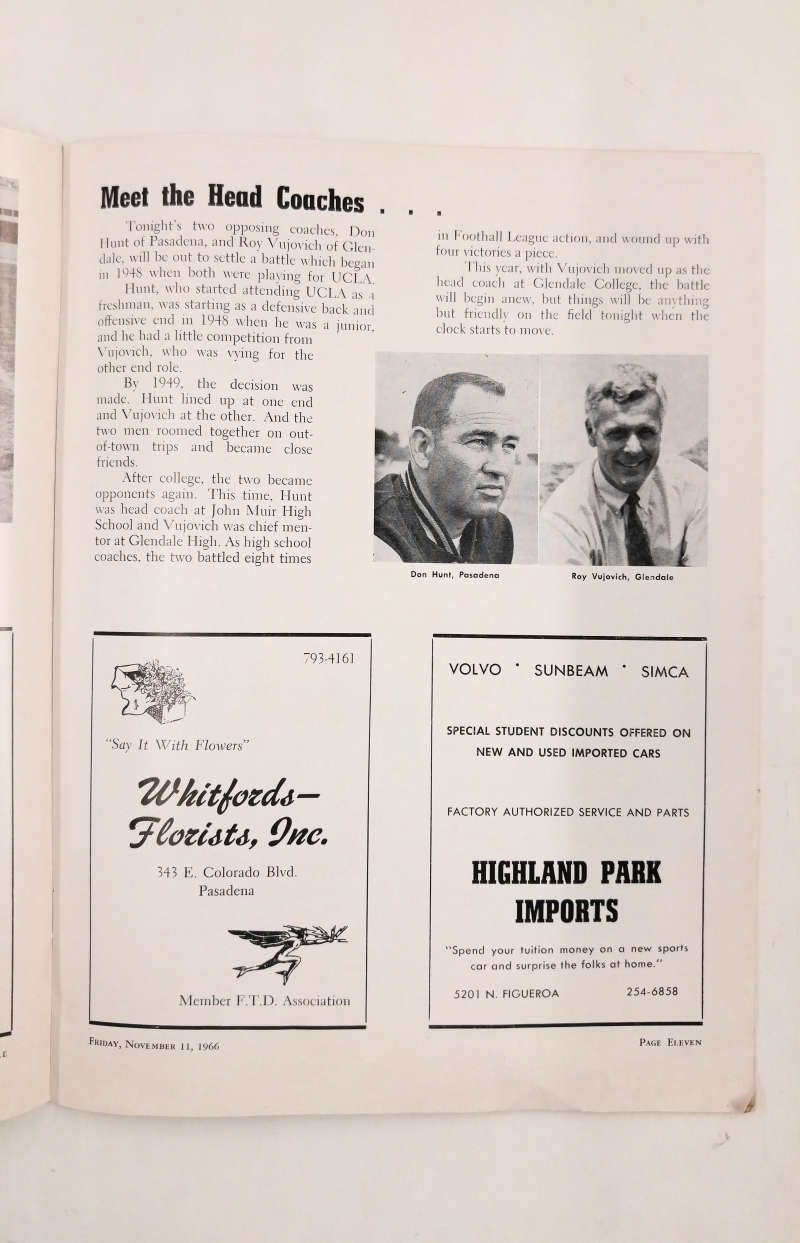 Meet the Head Coaches . . .
Tonight's two opposing coaches, Don
Hunt of Pasadena, and Roy Vujovich of Glen-
dale, will be out to settle a battle which began
in 1948 when both were playing for UCLA.
Hunt, who started attending UCLA as a
freshman, was starting as a defensive back and
offensive end in 1948 when he was a junior,
and he had a little competition from
Vujovich, who was vying for the
other end role.
By 1949, the decision was
made. Hunt lined up at one end
and Vujovich at the other. And the
two men roomed together on out-
of-town trips and became close
friends.
After college, the two became
opponents again. This time, Hunt
was head coach at John Muir High
School and Vujovich was chief men-
tor at Glendale High. As high school
coaches, the two battled eight times
in Foothall League action, and wound up with
four victories a piece.
This year, with Vujovich moved up as the
head coach at Glendale College, the battle
will begin anew, but things will be anything
but friendly on the field tonight when the
clock starts to move.
Don Hunt, Pasadena
Roy Vujovich, Glendale
793-4161
"Say It With Flowers"
Whitfords—
Florists, Inc.
343 E. Colorado Blvd.
Pasadena
Member F.T.D. Association
VOLVO • SUNBEAM • SIMCA
SPECIAL STUDENT DISCOUNTS OFFERED ON
NEW AND USED IMPORTED CARS
FACTORY AUTHORIZED SERVICE AND PARTS
HIGHLAND PARK
IMPORTS
"Spend your tuition money on a new sports
car and surprise the folks at home."
5201 N. FIGUEROA 254-6858
FRIDAY, NOVEMBER 11, 1966
PAGE ELEVEN